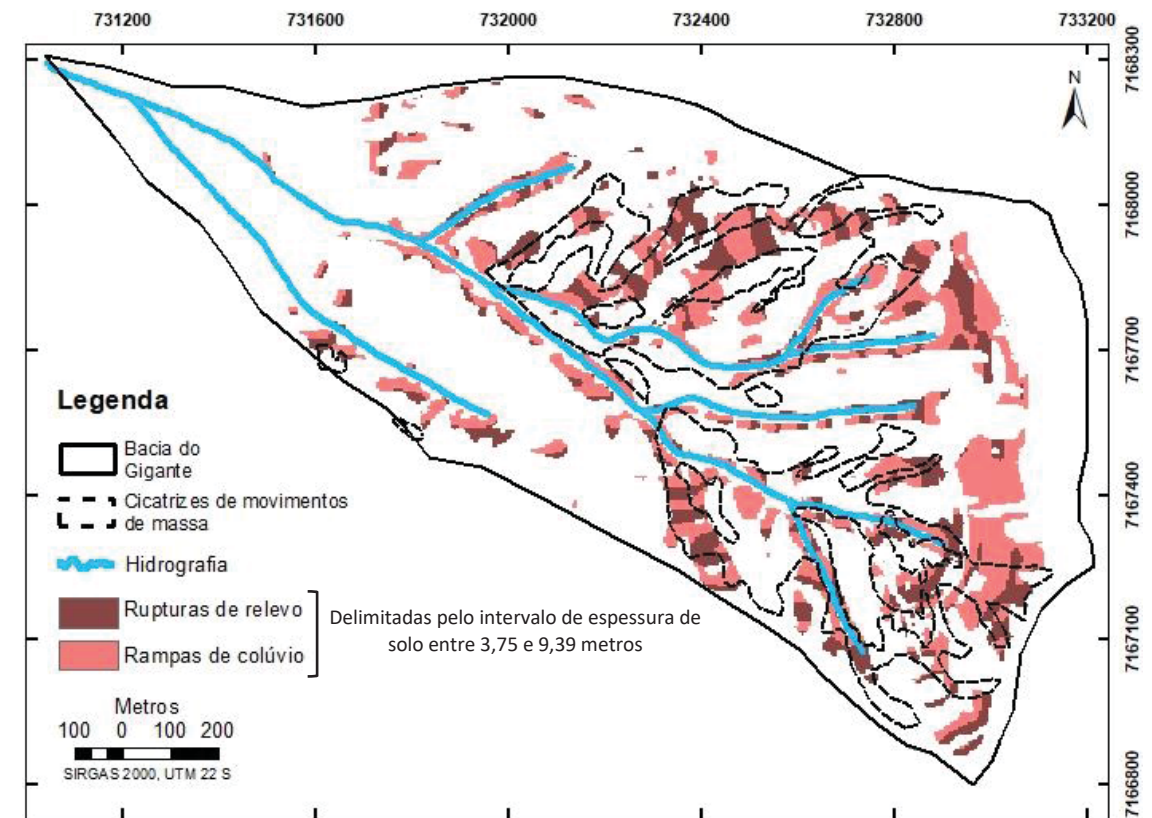 731200 731600 732000 732400 732800 733200
7168300
N
7168000
7167700
7167400
7167100
7166800
Legenda
Bacia do
Gigante
Cicatrizes de movimentos
de massa
Hidrografia
Rupturas de relevo
Rampas de colúvio
Delimitadas pelo intervalo de espessura de
solo entre 3,75 e 9,39 metros
Metros
100 0 100 200
SIRGAS 2000, UTM 22 S